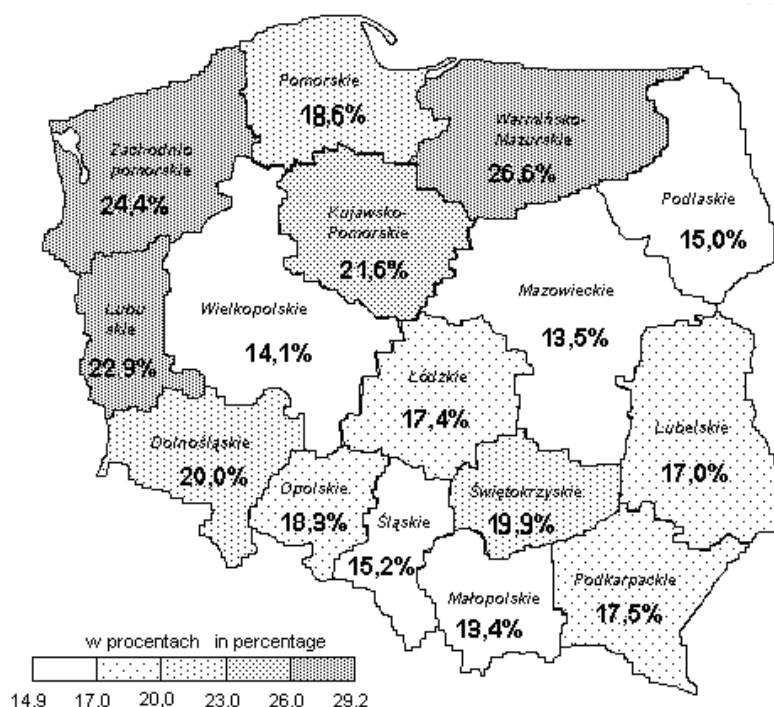 Pomorskie
18,6%
Warmińsko-
Mazurskie
26,6%
Zachodnio
pomorskie
24,4%
Podlaskie
15,0%
Kujawsko-
Pomorskie
21,6%
Mazowieckie
13,5%
Lubu
skie
22,9%
Wielkopolskie
14,1%
Łódzkie
17,4%
Lubelskie
17,0%
Dolnośląskie
20,0%
Opolskie
18,3%
Śląskie
15,2%
Świętokrzyskie
19,9%
Małopolskie
13,4%
Podkarpackie
17,5%
w procentach in percentage
14.9 17.0 20.0 23.0 26.0 29.2